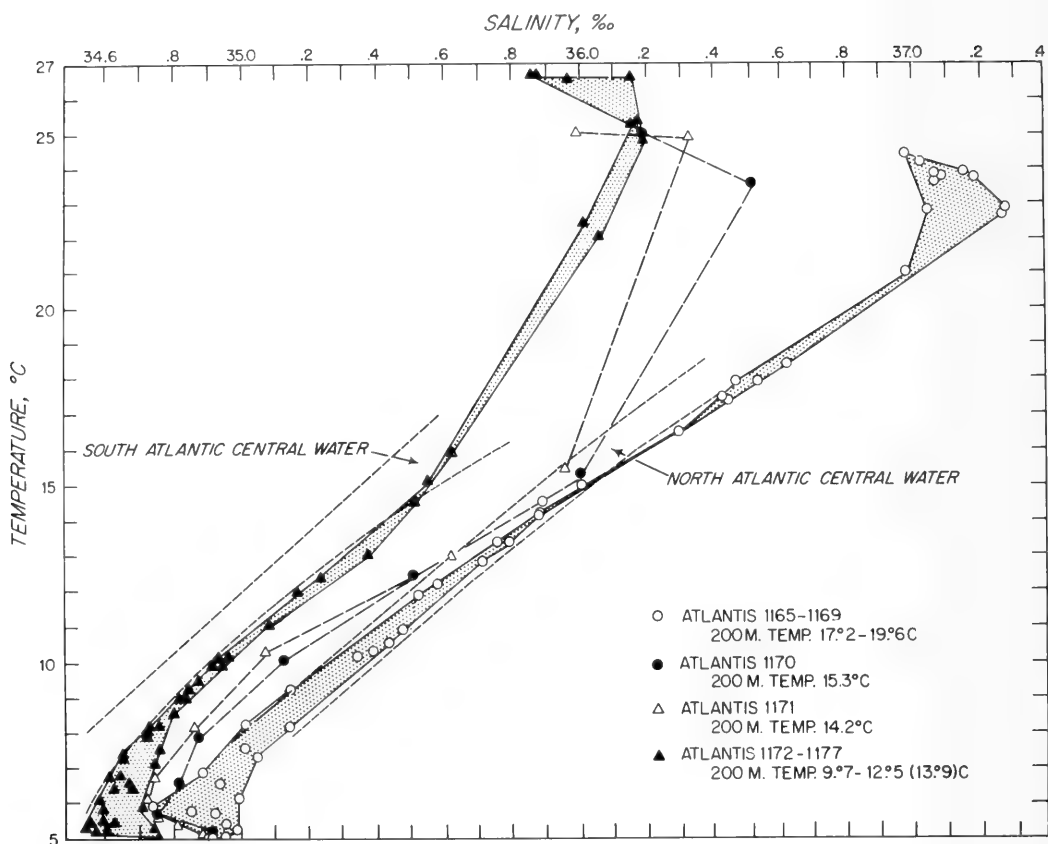 SALINITY, ‰
34.6 .8 35.0 .2 .4 .6 .8 36.0 .2 .4 .6 .8 37.0 .2 .4
27
25
20
15
10
5
TEMPERATURE, °C
SOUTH ATLANTIC CENTRAL WATER
NORTH ATLANTIC CENTRAL WATER
ATLANTIS 1165-1169
200M. TEMP. 17.°2-19.°6C
ATLANTIS 1170
200 M. TEMP. 15.3°C
ATLANTIS 1171
200 M. TEMP. 14.2°C
ATLANTIS 1172-1177
200 M. TEMP. 9.°7-12.°5 (13.°9)C